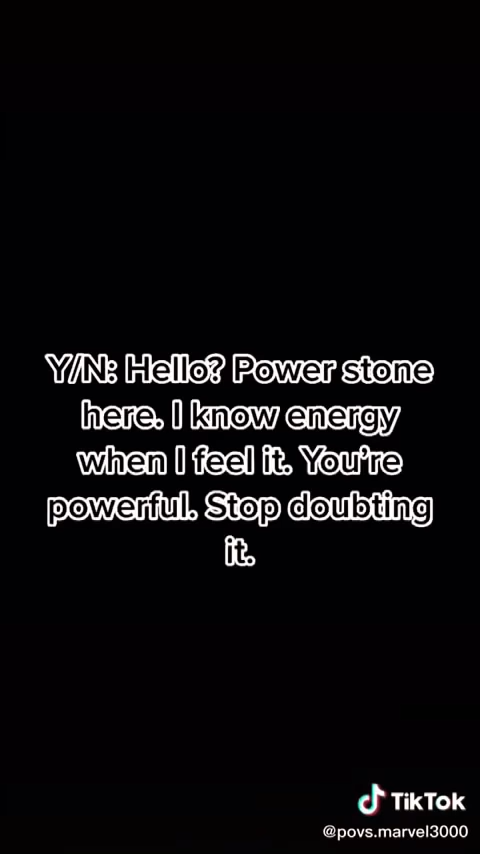 Y/N: Hello? Power stone
here. I know energy
when I feel it. You’re
powerful. Stop doubting
it.
TikTok
@povs.marvel3000